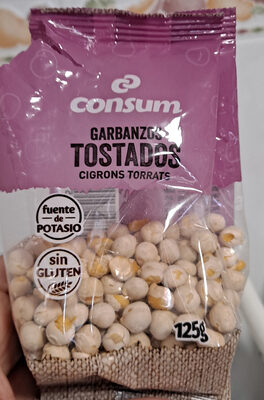 consum
GARBANZOS
TOSTADOS
CIGRONS TORRATS
fuente
de
POTASIO
sin
GLUTEN
125g